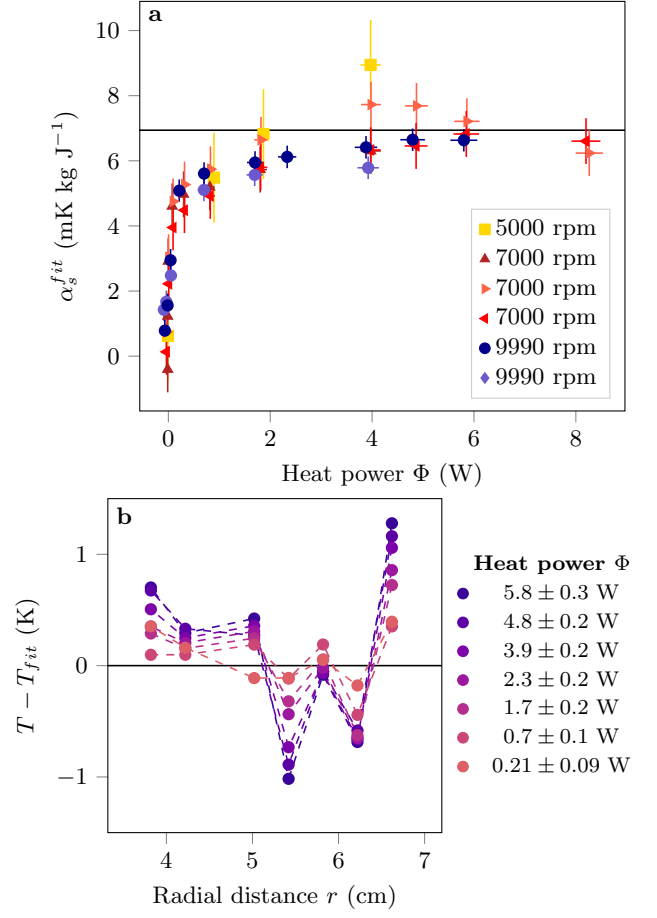 a
10
8
6
4
2
0
α_s^{fit} (mK kg J⁻¹)
5000 rpm
7000 rpm
7000 rpm
7000 rpm
9990 rpm
9990 rpm
0 2 4 6 8
Heat power Φ (W)
b
1
0
−1
T − T_{fit} (K)
4 5 6 7
Radial distance r (cm)
Heat power Φ
5.8 ± 0.3 W
4.8 ± 0.2 W
3.9 ± 0.2 W
2.3 ± 0.2 W
1.7 ± 0.2 W
0.7 ± 0.1 W
0.21 ± 0.09 W